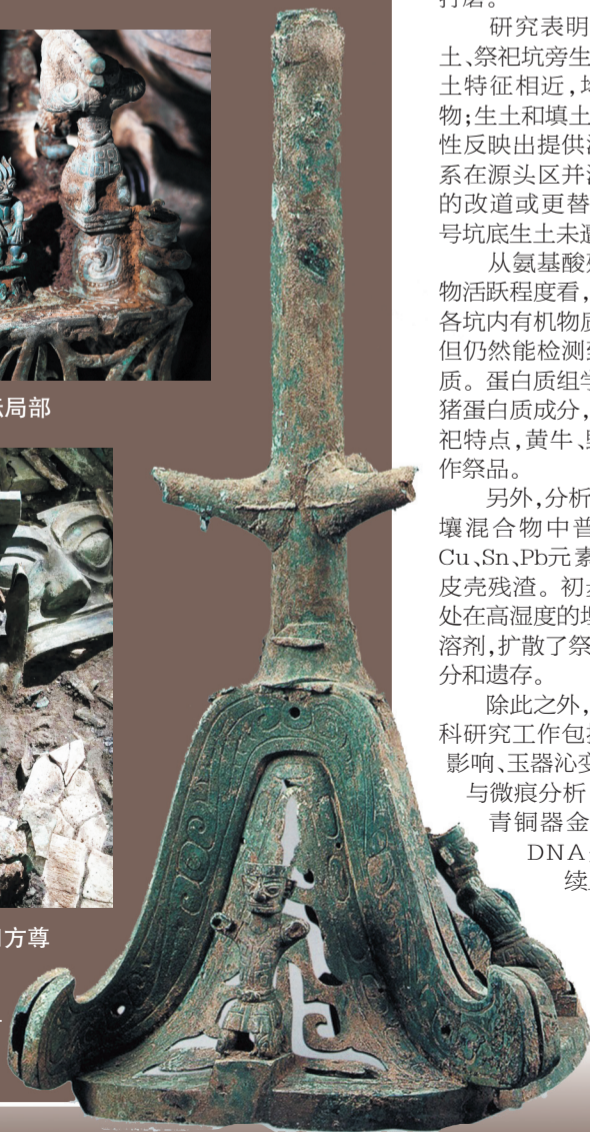 打磨。
研究表明
土、祭祀坑旁生
土特征相近,
物;生土和填土
性反映出提供
系在源头区并
的改道或更替
号坑底生土未
从氨基酸
物活跃程度看,
各坑内有机物质
但仍然能检测
质。蛋白质组学
猪蛋白质成分,
祀特点,黄牛、
作祭品。
另外,分析
壤混合物中普
Cu、Sn、Pb元素
皮壳残渣。初
处在高湿度的
溶剂,扩散了祭
分和遗存。
除此之外,
科研究工作包
影响、玉器沁变
与微痕分析
青铜器金
DNA
续
局部
方尊